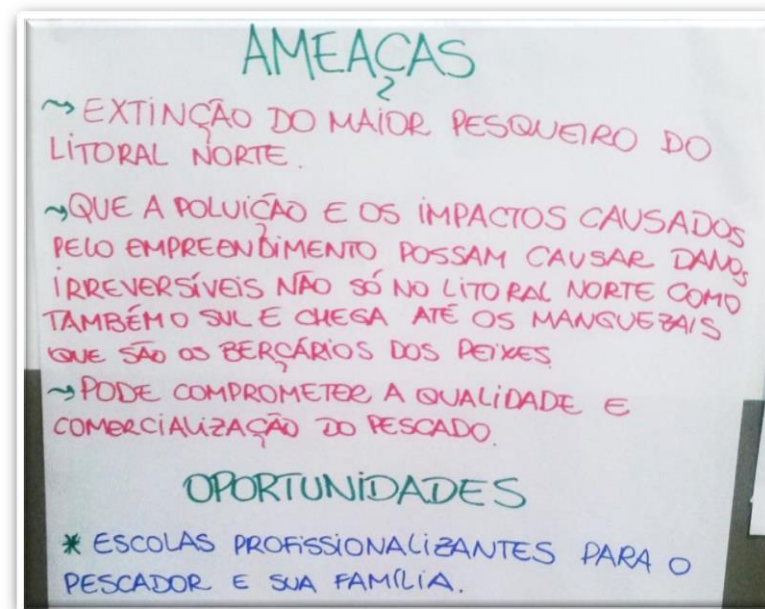 AMEAÇAS
~> EXTINÇÃO DO MAIOR PESQUEIRO DO
LITORAL NORTE.
~> QUE A POLUIÇÃO E OS IMPACTOS CAUSADOS
PELO EMPREENDIMENTO POSSAM CAUSAR DANOS
IRREVERSÍVEIS NÃO SÓ NO LITORAL NORTE COMO
TAMBÉM O SUL E CHEGA ATÉ OS MANGUEZAIS
QUE SÃO OS BERÇÁRIOS DOS PEIXES
~> PODE COMPROMETER A QUALIDADE E
COMERCIALIZAÇÃO DO PESCADO.
OPORTUNIDADES
* ESCOLAS PROFISSIONALIZANTES PARA O
PESCADOR E SUA FAMÍLIA.